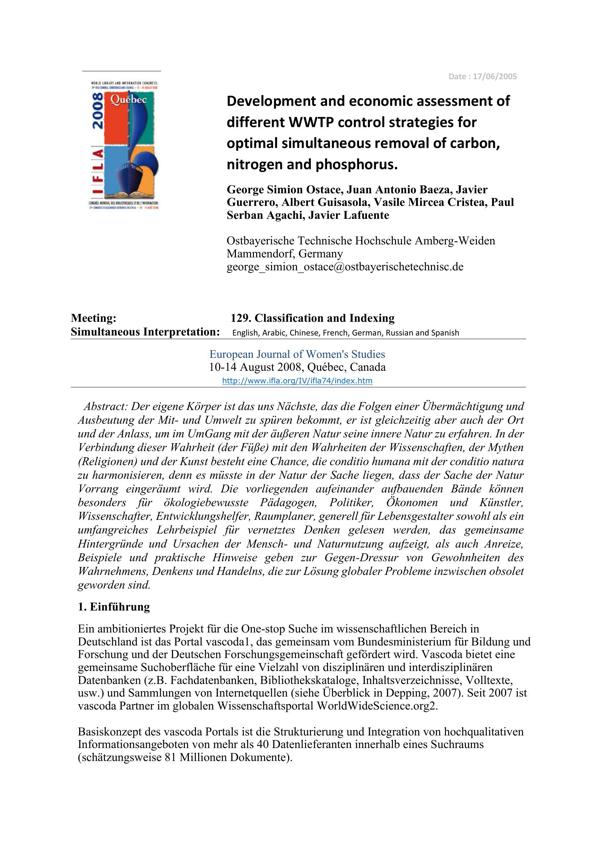 Date : 17/06/2005
WORLD LIBRARY AND INFORMATION CONGRESS:
2008
Québec
IFLA
Development and economic assessment of
different WWTP control strategies for
optimal simultaneous removal of carbon,
nitrogen and phosphorus.
George Simion Ostace, Juan Antonio Baeza, Javier
Guerrero, Albert Guisasola, Vasile Mircea Cristea, Paul
Serban Agachi, Javier Lafuente
Ostbayerische Technische Hochschule Amberg-Weiden
Mammendorf, Germany
george_simion_ostace@ostbayerischetechnisc.de
Meeting: 129. Classification and Indexing
Simultaneous Interpretation: English, Arabic, Chinese, French, German, Russian and Spanish
European Journal of Women's Studies
10-14 August 2008, Québec, Canada
http://www.ifla.org/IV/ifla74/index.htm
Abstract: Der eigene Körper ist das uns Nächste, das die Folgen einer Übermächtigung und
Ausbeutung der Mit- und Umwelt zu spüren bekommt, er ist gleichzeitig aber auch der Ort
und der Anlass, um im UmGang mit der äußeren Natur seine innere Natur zu erfahren. In der
Verbindung dieser Wahrheit (der Füße) mit den Wahrheiten der Wissenschaften, der Mythen
(Religionen) und der Kunst besteht eine Chance, die conditio humana mit der conditio natura
zu harmonisieren, denn es müsste in der Natur der Sache liegen, dass der Sache der Natur
Vorrang eingeräumt wird. Die vorliegenden aufeinander aufbauenden Bände können
besonders für ökologiebewusste Pädagogen, Politiker, Ökonomen und Künstler,
Wissenschafter, Entwicklungshelfer, Raumplaner, generell für Lebensgestalter sowohl als ein
umfangreiches Lehrbeispiel für vernetztes Denken gelesen werden, das gemeinsame
Hintergründe und Ursachen der Mensch- und Naturnutzung aufzeigt, als auch Anreize,
Beispiele und praktische Hinweise geben zur Gegen-Dressur von Gewohnheiten des
Wahrnehmens, Denkens und Handelns, die zur Lösung globaler Probleme inzwischen obsolet
geworden sind.
1. Einführung
Ein ambitioniertes Projekt für die One-stop Suche im wissenschaftlichen Bereich in
Deutschland ist das Portal vascoda1, das gemeinsam vom Bundesministerium für Bildung und
Forschung und der Deutschen Forschungsgemeinschaft gefördert wird. Vascoda bietet eine
gemeinsame Suchoberfläche für eine Vielzahl von disziplinären und interdisziplinären
Datenbanken (z.B. Fachdatenbanken, Bibliothekskataloge, Inhaltsverzeichnisse, Volltexte,
usw.) und Sammlungen von Internetquellen (siehe Überblick in Depping, 2007). Seit 2007 ist
vascoda Partner im globalen Wissenschaftsportal WorldWideScience.org2.
Basiskonzept des vascoda Portals ist die Strukturierung und Integration von hochqualitativen
Informationsangeboten von mehr als 40 Datenlieferanten innerhalb eines Suchraums
(schätzungsweise 81 Millionen Dokumente).